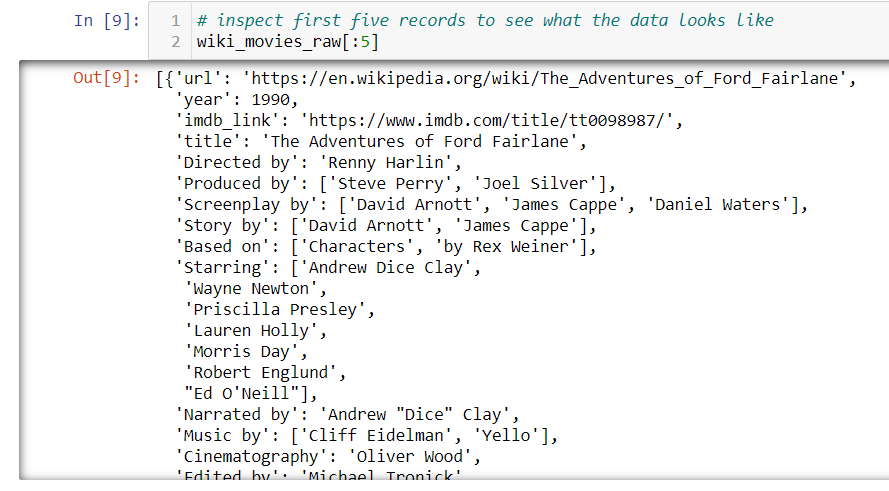 In [9]: 1 # inspect first five records to see what the data looks like
2 wiki_movies_raw[:5]
Out[9]: [{'url': 'https://en.wikipedia.org/wiki/The_Adventures_of_Ford_Fairlane',
'year': 1990,
'imdb_link': 'https://www.imdb.com/title/tt0098987/',
'title': 'The Adventures of Ford Fairlane',
'Directed by': 'Renny Harlin',
'Produced by': ['Steve Perry', 'Joel Silver'],
'Screenplay by': ['David Arnott', 'James Cappe', 'Daniel Waters'],
'Story by': ['David Arnott', 'James Cappe'],
'Based on': ['Characters', 'by Rex Weiner'],
'Starring': ['Andrew Dice Clay',
'Wayne Newton',
'Priscilla Presley',
'Lauren Holly',
'Morris Day',
'Robert Englund',
"Ed O'Neill"],
'Narrated by': 'Andrew "Dice" Clay',
'Music by': ['Cliff Eidelman', 'Yello'],
'Cinematography': 'Oliver Wood',
'Edited by': 'Michael Tronick'